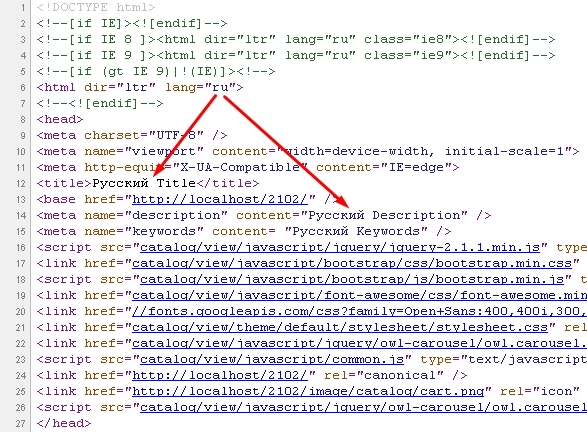 1 <!DOCTYPE html>
2 <!--[if IE]><![endif]-->
3 <!--[if IE 8 ]><html dir="ltr" lang="ru" class="ie8"><![endif]-->
4 <!--[if IE 9 ]><html dir="ltr" lang="ru" class="ie9"><![endif]-->
5 <!--[if (gt IE 9)|!(IE)]><!-->
6 <html dir="ltr" lang="ru">
7 <!--<![endif]-->
8 <head>
9 <meta charset="UTF-8" />
10 <meta name="viewport" content="width=device-width, initial-scale=1">
11 <meta http-equiv="X-UA-Compatible" content="IE=edge">
12 <title>Русский Title</title>
13 <base href="http://localhost/2102/" />
14 <meta name="description" content="Русский Description" />
15 <meta name="keywords" content= "Русский Keywords" />
16 <script src="catalog/view/javascript/jquery/jquery-2.1.1.min.js" type
17 <link href="catalog/view/javascript/bootstrap/css/bootstrap.min.css"
18 <script src="catalog/view/javascript/bootstrap/js/bootstrap.min.js" t
19 <link href="catalog/view/javascript/font-awesome/css/font-awesome.min
20 <link href="//fonts.googleapis.com/css?family=Open+Sans:400,400i,300,
21 <link href="catalog/view/theme/default/stylesheet/stylesheet.css" rel
22 <link href="catalog/view/javascript/jquery/owl-carousel/owl.carousel.
23 <script src="catalog/view/javascript/common.js" type="text/javascript
24 <link href="http://localhost/2102/" rel="canonical" />
25 <link href="http://localhost/2102/image/catalog/cart.png" rel="icon"
26 <script src="catalog/view/javascript/jquery/owl-carousel/owl.carousel
27 </head>